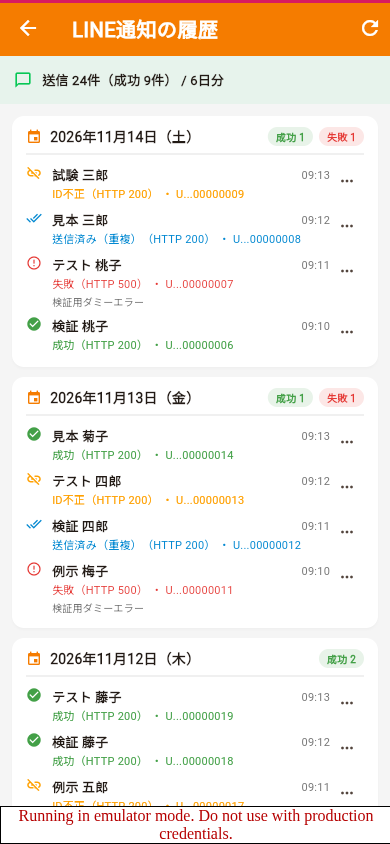 LINE通知の履歴
送信 24件（成功 9件） / 6日分
2026年11月14日（土） 成功 1 失敗 1
試験 三郎 09:13
ID不正（HTTP 200） ・ U...00000009
見本 三郎 09:12
送信済み（重複）（HTTP 200） ・ U...00000008
テスト 桃子 09:11
失敗（HTTP 500） ・ U...00000007
検証用ダミーエラー
検証 桃子 09:10
成功（HTTP 200） ・ U...00000006
2026年11月13日（金） 成功 1 失敗 1
見本 菊子 09:13
成功（HTTP 200） ・ U...00000014
テスト 四郎 09:12
ID不正（HTTP 200） ・ U...00000013
検証 四郎 09:11
送信済み（重複）（HTTP 200） ・ U...00000012
例示 梅子 09:10
失敗（HTTP 500） ・ U...00000011
検証用ダミーエラー
2026年11月12日（木） 成功 2
テスト 藤子 09:13
成功（HTTP 200） ・ U...00000019
検証 藤子 09:12
成功（HTTP 200） ・ U...00000018
例示 五郎 09:11
ID不正（HTTP 200） ・ U...00000017
Running in emulator mode. Do not use with production
credentials.